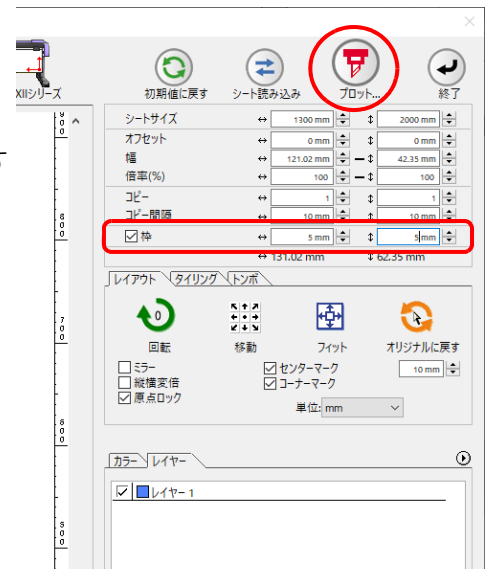 XIIシリーズ
初期値に戻す シート読み込み プロット... 終了
シートサイズ ↔ 1300 mm ↕ 2000 mm
オフセット ↔ 0 mm ↕ 0 mm
幅 ↔ 121.02 mm ↕ 42.35 mm
倍率(%) ↔ 100 ↕ 100
コピー ↔ 1 ↕ 1
コピー間隔 ↔ 10 mm ↕ 10 mm
枠 ↔ 5 mm ↕ 5 mm
↔ 131.02 mm ↕ 62.35 mm
レイアウト タイリング トンボ
0
回転 移動 フィット オリジナルに戻す
ミラー センターマーク 10 mm
縦横変倍 コーナーマーク
原点ロック
単位: mm
カラー レイヤー
レイヤー 1
900
800
700
600
500